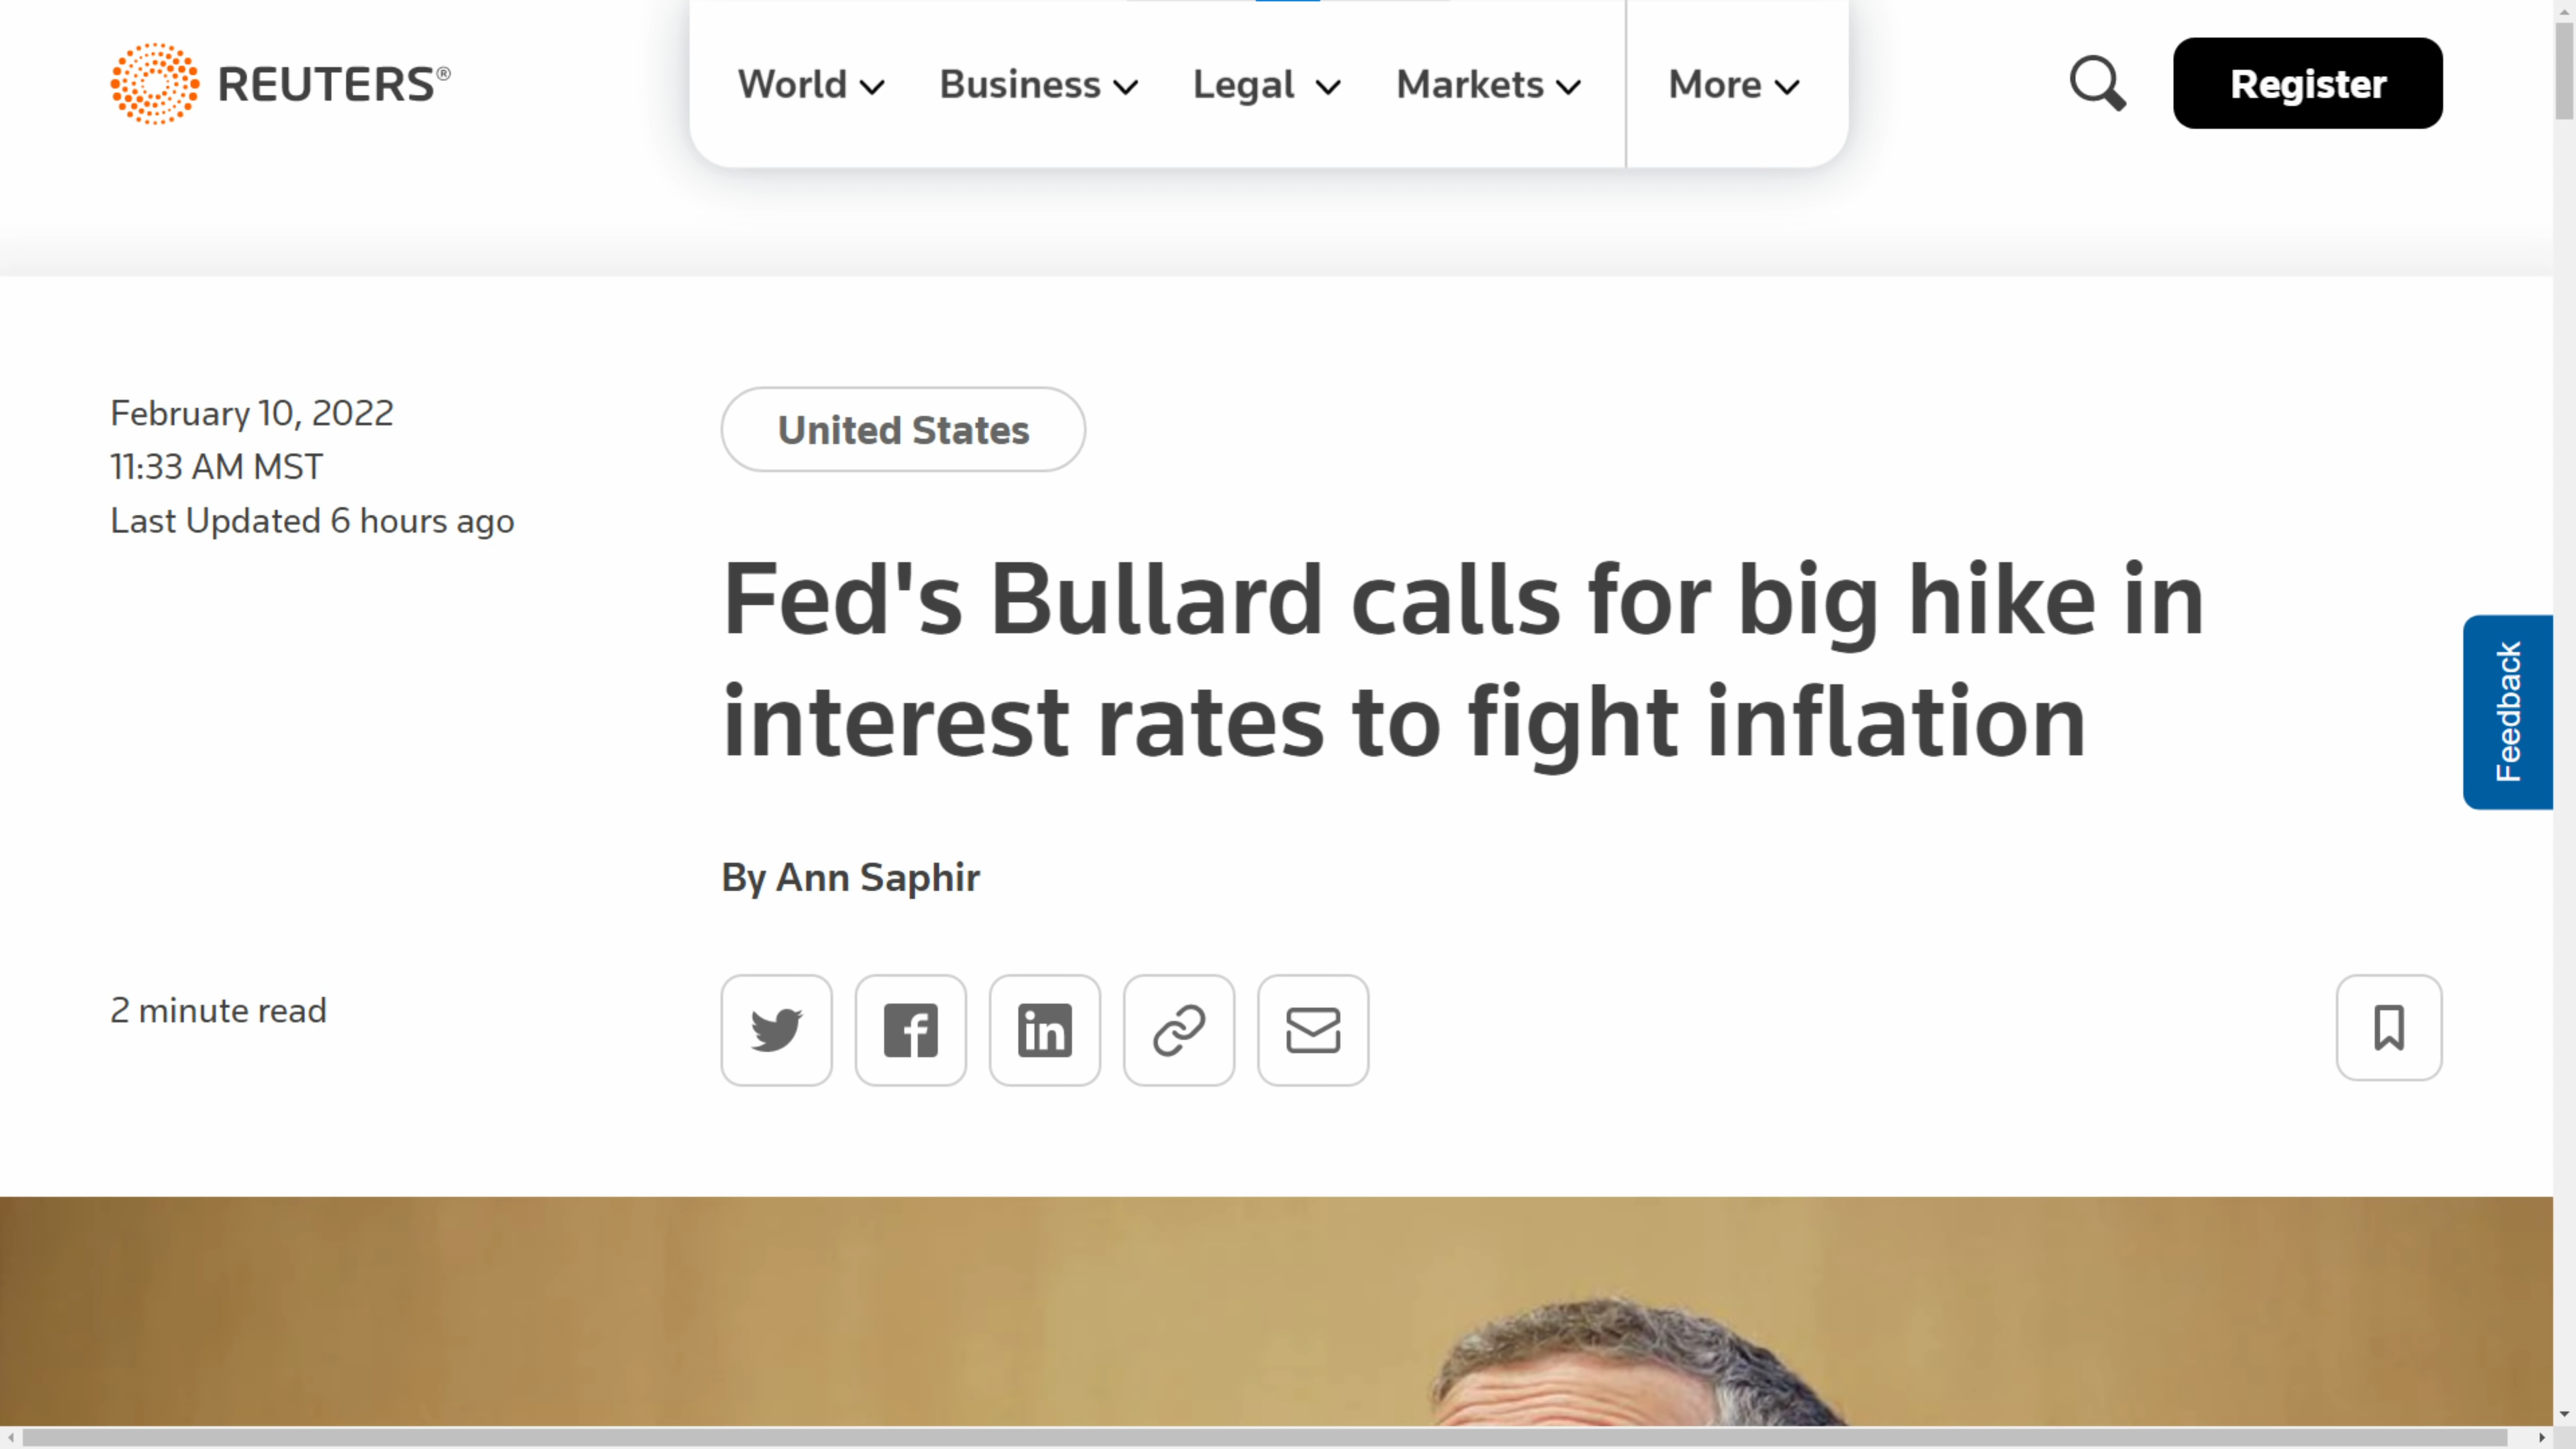 REUTERS®
World
Business
Legal
Markets
More
Register
February 10, 2022
11:33 AM MST
Last Updated 6 hours ago
United States
Fed's Bullard calls for big hike in
interest rates to fight inflation
By Ann Saphir
2 minute read
in
Feedback